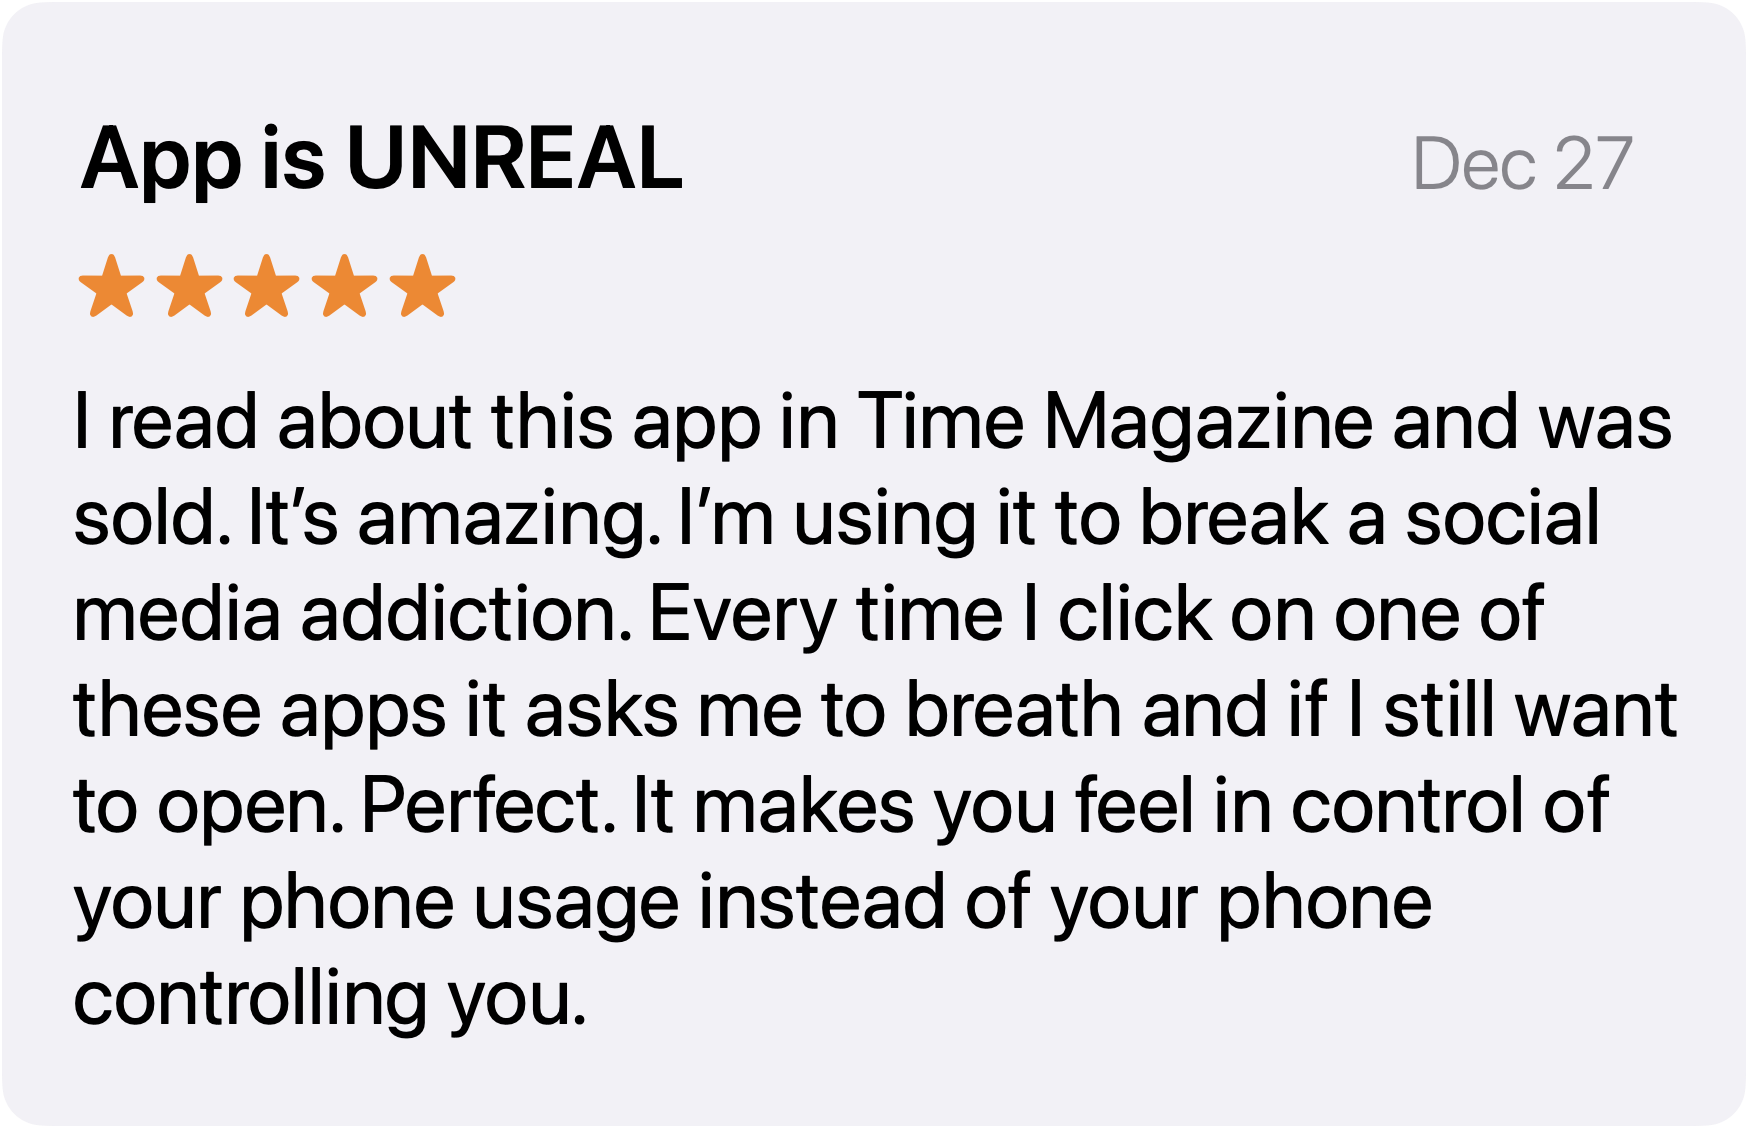 App is UNREAL
Dec 27
I read about this app in Time Magazine and was
sold. It’s amazing. I’m using it to break a social
media addiction. Every time I click on one of
these apps it asks me to breath and if I still want
to open. Perfect. It makes you feel in control of
your phone usage instead of your phone
controlling you.